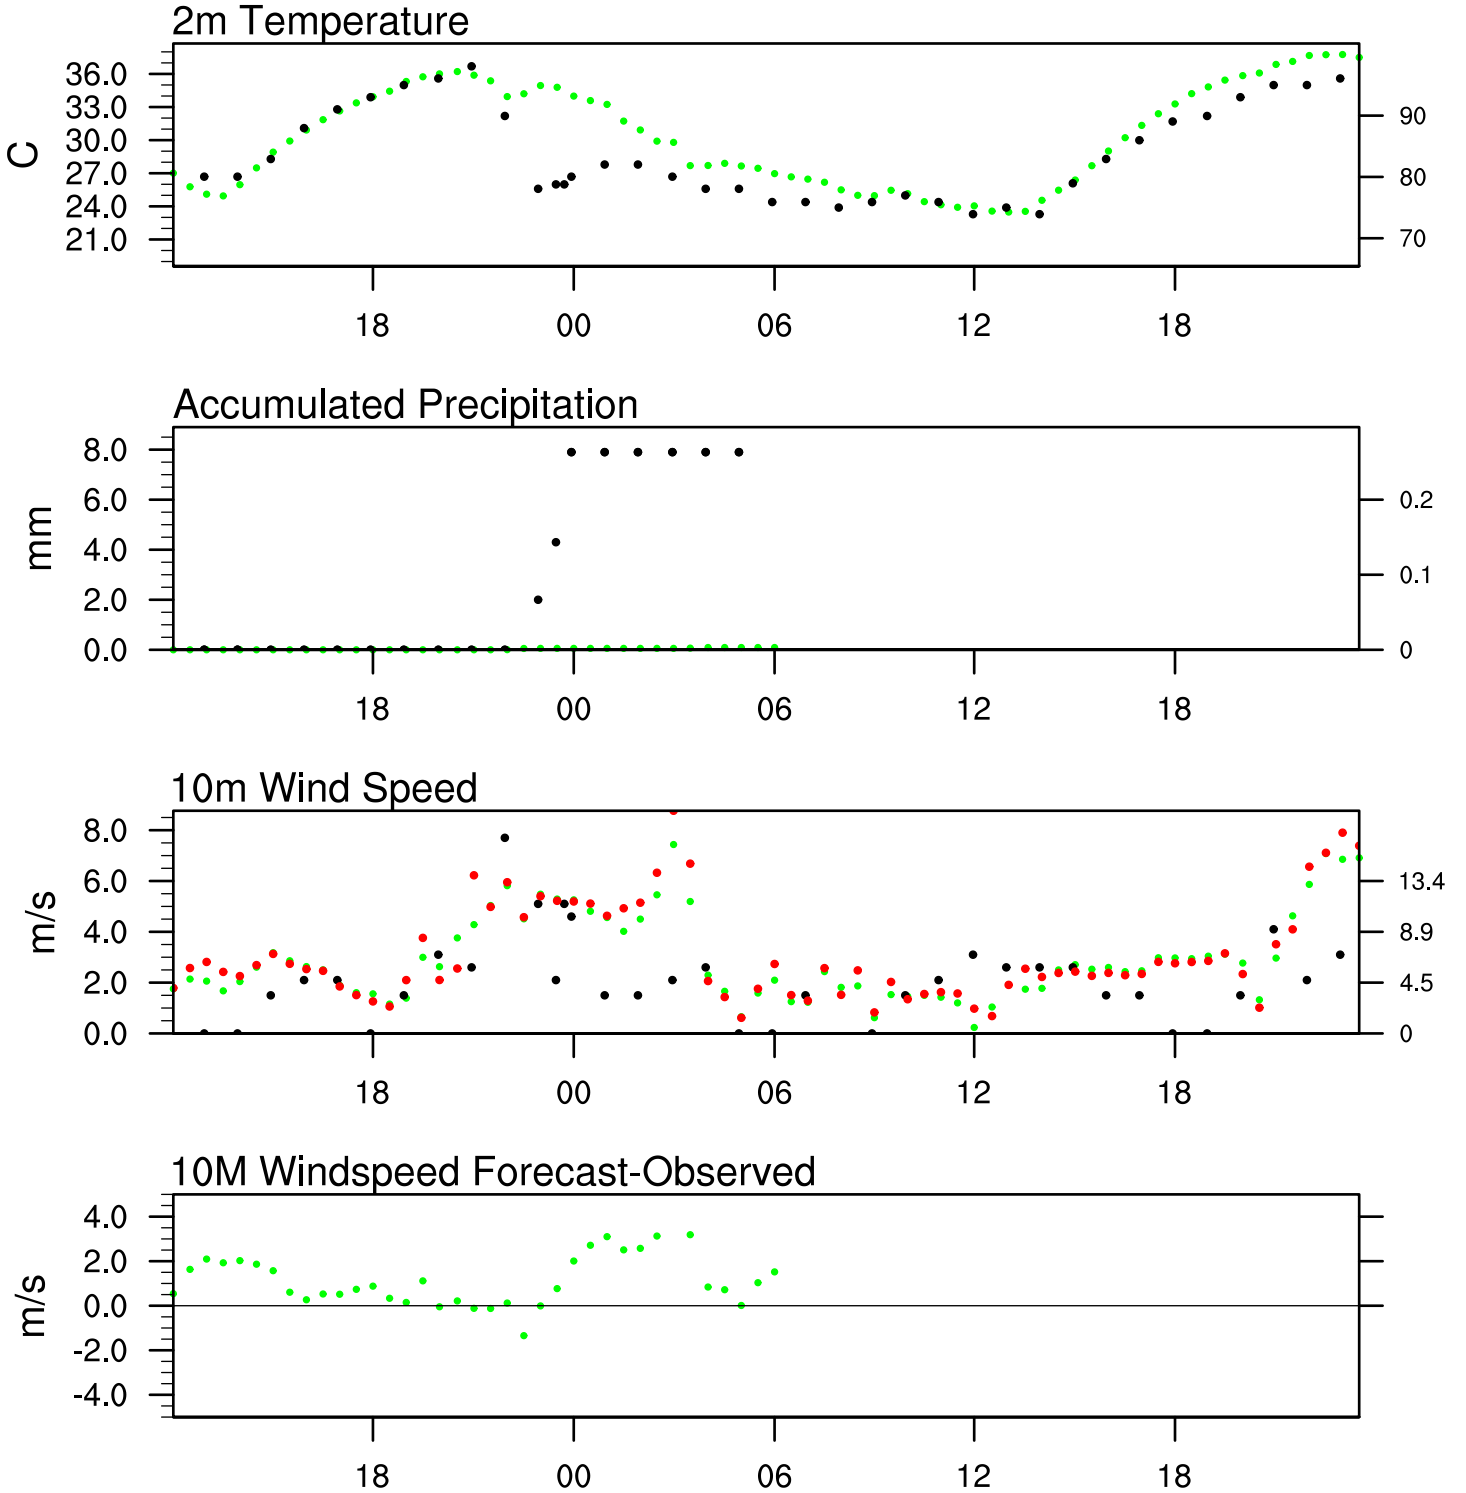 2m Temperature
36.0
33.0
30.0
27.0
24.0
21.0
C
90
80
70
18 00 06 12 18
Accumulated Precipitation
8.0
6.0
4.0
2.0
0.0
mm
0.2
0.1
0
18 00 06 12 18
10m Wind Speed
8.0
6.0
4.0
2.0
0.0
m/s
13.4
8.9
4.5
0
18 00 06 12 18
10M Windspeed Forecast-Observed
4.0
2.0
0.0
-2.0
-4.0
m/s
18 00 06 12 18